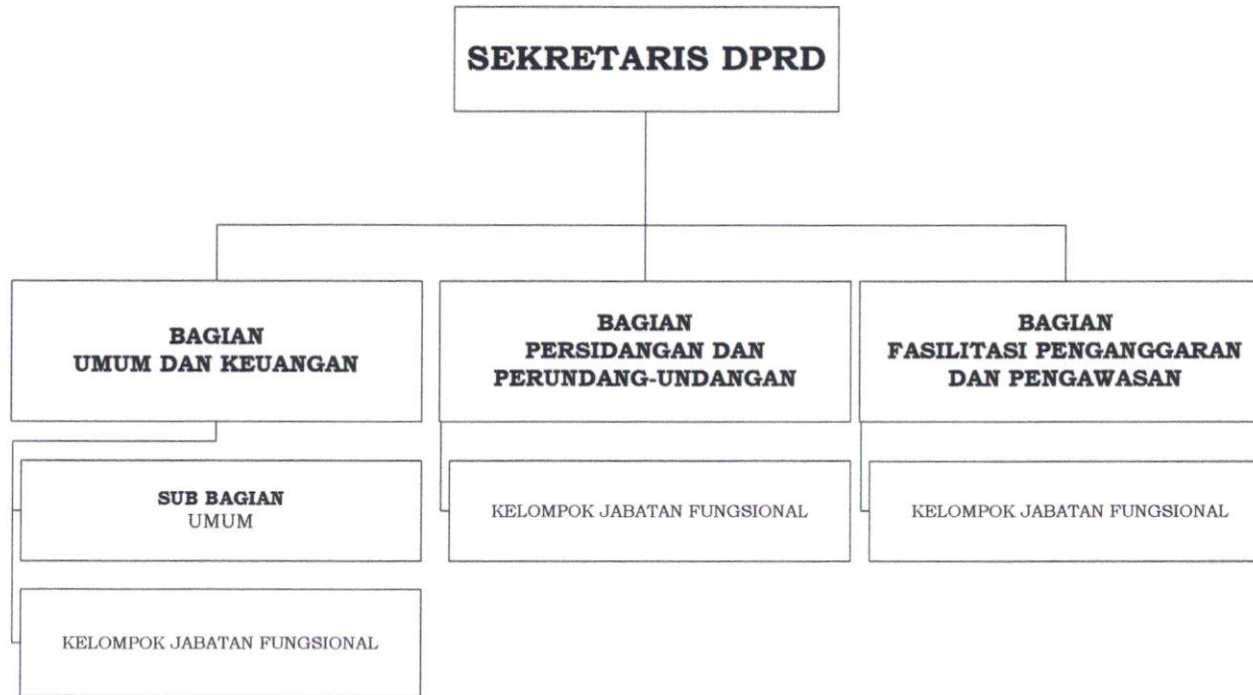 SEKRETARIS DPRD
BAGIAN
UMUM DAN KEUANGAN
BAGIAN
PERSIDANGAN DAN
PERUNDANG-UNDANGAN
BAGIAN
FASILITASI PENGANGGARAN
DAN PENGAWASAN
SUB BAGIAN
UMUM
KELOMPOK JABATAN FUNGSIONAL
KELOMPOK JABATAN FUNGSIONAL
KELOMPOK JABATAN FUNGSIONAL